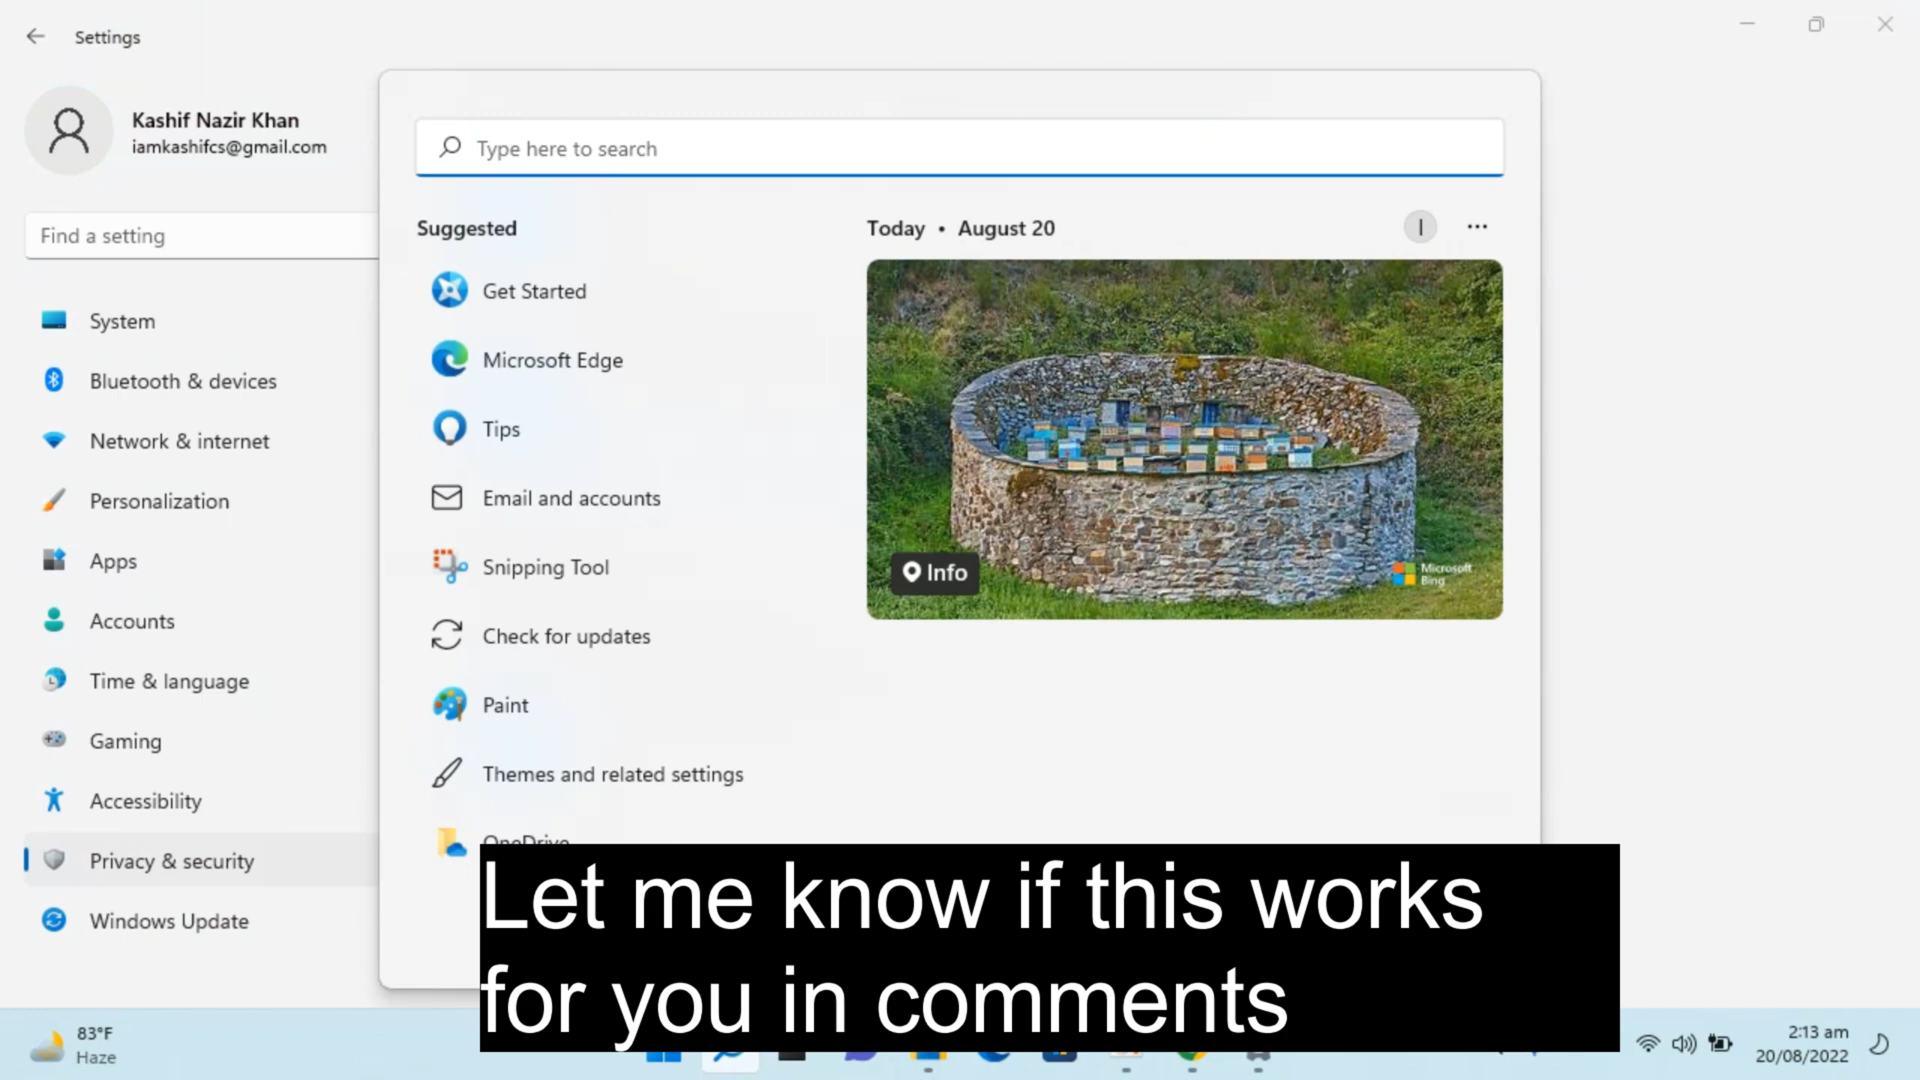 Settings
Kashif Nazir Khan
iamkashifcs@gmail.com
Find a setting
System
Bluetooth & devices
Network & internet
Personalization
Apps
Accounts
Time & language
Gaming
Accessibility
Privacy & security
Windows Update
Type here to search
Suggested
Get Started
Microsoft Edge
Tips
Email and accounts
Snipping Tool
Check for updates
Paint
Themes and related settings
OneDrive
Today • August 20
I
Info
Microsoft
Bing
Let me know if this works
for you in comments
83°F
Haze
2:13 am
20/08/2022